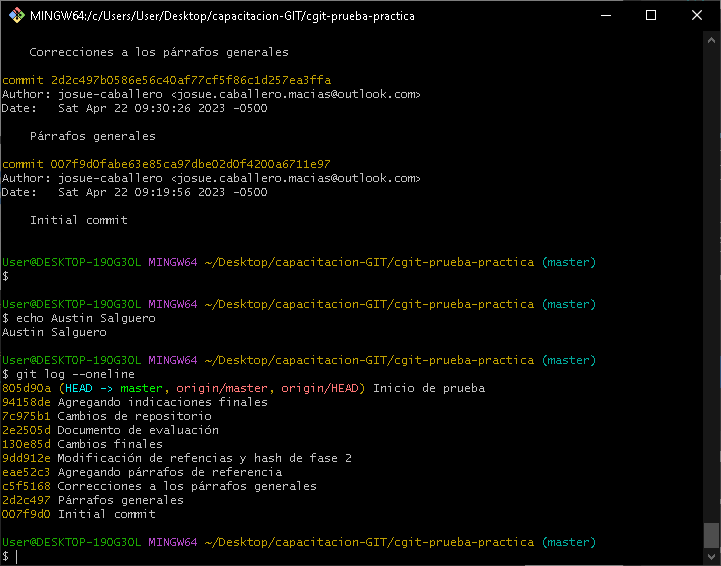 MINGW64:/c/Users/User/Desktop/capacitacion-GIT/cgit-prueba-practica
Correcciones a los párrafos generales
commit 2d2c497b0586e56c40af77cf5f86c1d257ea3ffa
Author: josue-caballero <josue.caballero.macias@outlook.com>
Date:   Sat Apr 22 09:30:26 2023 -0500
Párrafos generales
commit 007f9d0fabe63e85ca97dbe02d0f4200a6711e97
Author: josue-caballero <josue.caballero.macias@outlook.com>
Date:   Sat Apr 22 09:19:56 2023 -0500
Initial commit
User@DESKTOP-190G30L MINGW64 ~/Desktop/capacitacion-GIT/cgit-prueba-practica (master)
$
User@DESKTOP-190G30L MINGW64 ~/Desktop/capacitacion-GIT/cgit-prueba-practica (master)
$ echo Austin Salguero
Austin Salguero
User@DESKTOP-190G30L MINGW64 ~/Desktop/capacitacion-GIT/cgit-prueba-practica (master)
$ git log --oneline
805d90a (HEAD -> master, origin/master, origin/HEAD) Inicio de prueba
94158de Agregando indicaciones finales
7c975b1 Cambios de repositorio
2e2505d Documento de evaluación
130e85d Cambios finales
9dd912e Modificación de refencias y hash de fase 2
eae52c3 Agregando párrafos de referencia
c5f5168 Correcciones a los párrafos generales
2d2c497 Párrafos generales
007f9d0 Initial commit
User@DESKTOP-190G30L MINGW64 ~/Desktop/capacitacion-GIT/cgit-prueba-practica (master)
$